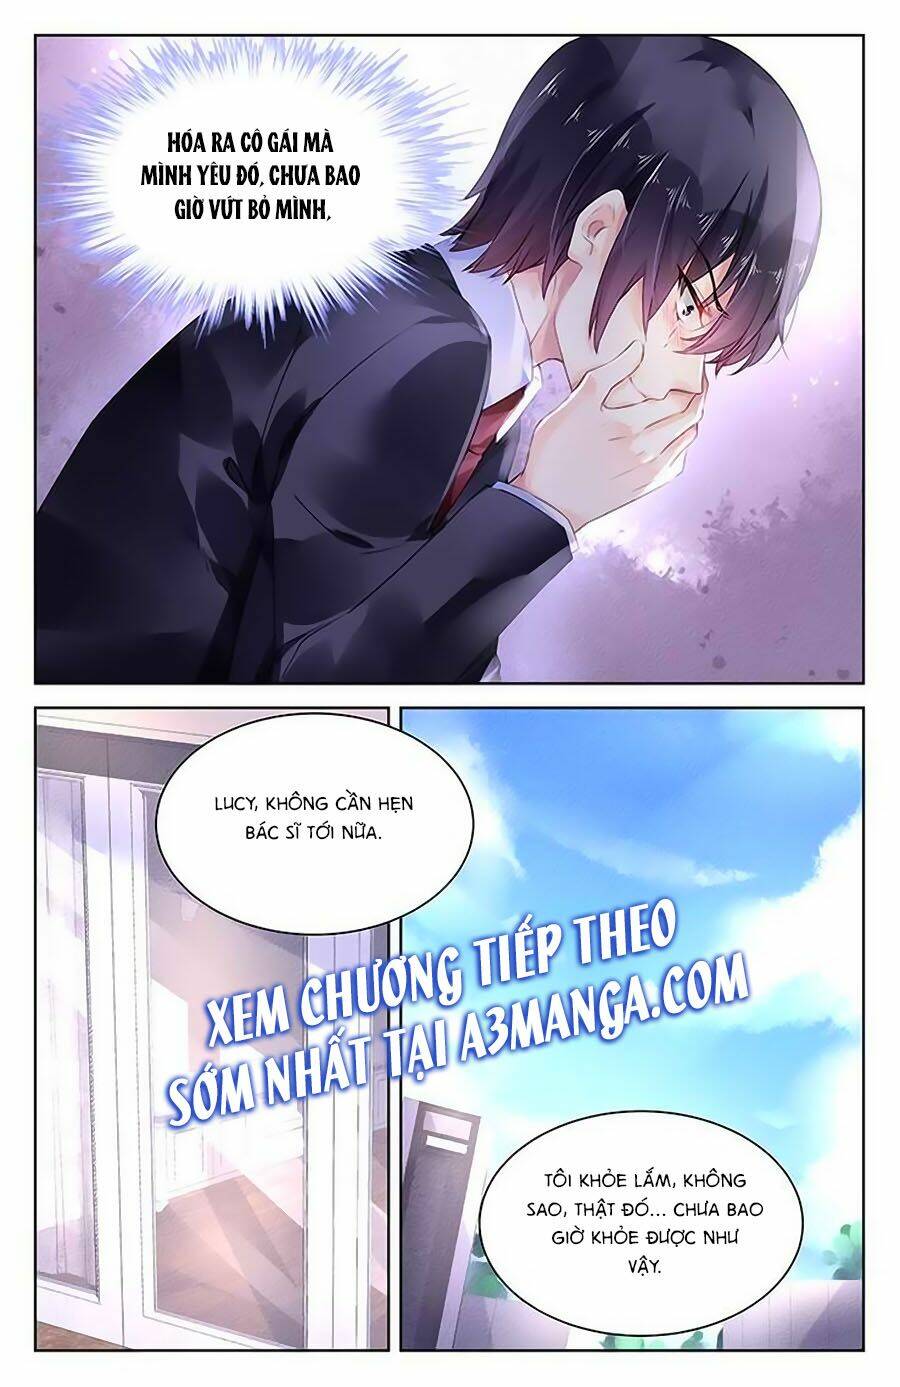 HÓA RA CÔ GÁI MÀ
MÌNH YÊU ĐÓ, CHƯA BAO
GIỜ VỨT BỎ MÌNH,
LUCY, KHÔNG CẦN HẸN
BÁC SĨ TỚI NỮA.
XEM CHƯƠNG TIẾP THEO
SỚM NHẤT TẠI A3MANGA.COM
TÔI KHỎE LẮM, KHÔNG
SAO, THẬT ĐÓ... CHƯA BAO
GIỜ KHỎE ĐƯỢC NHƯ
VẬY.